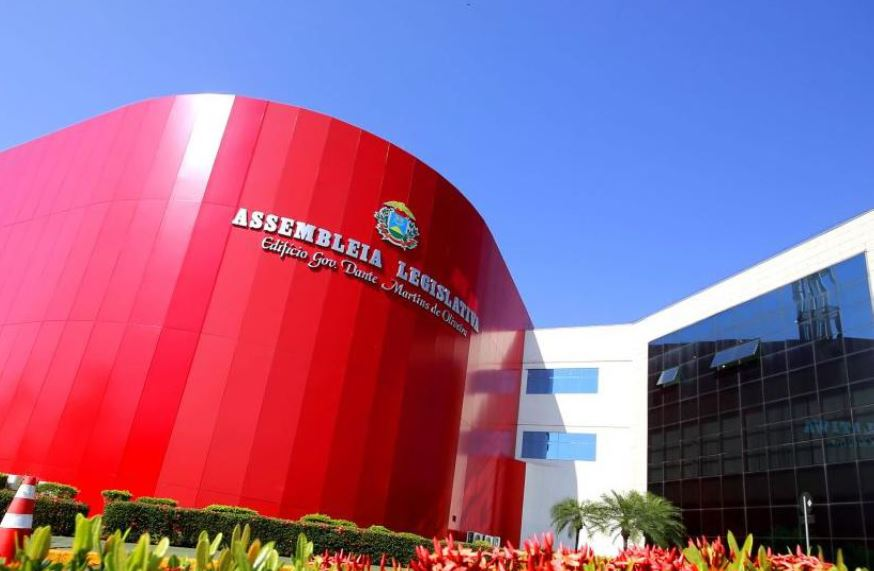 ASSEMBLEIA LEGISLATIVA
Edifício Gov. Dante Martins de Oliveira